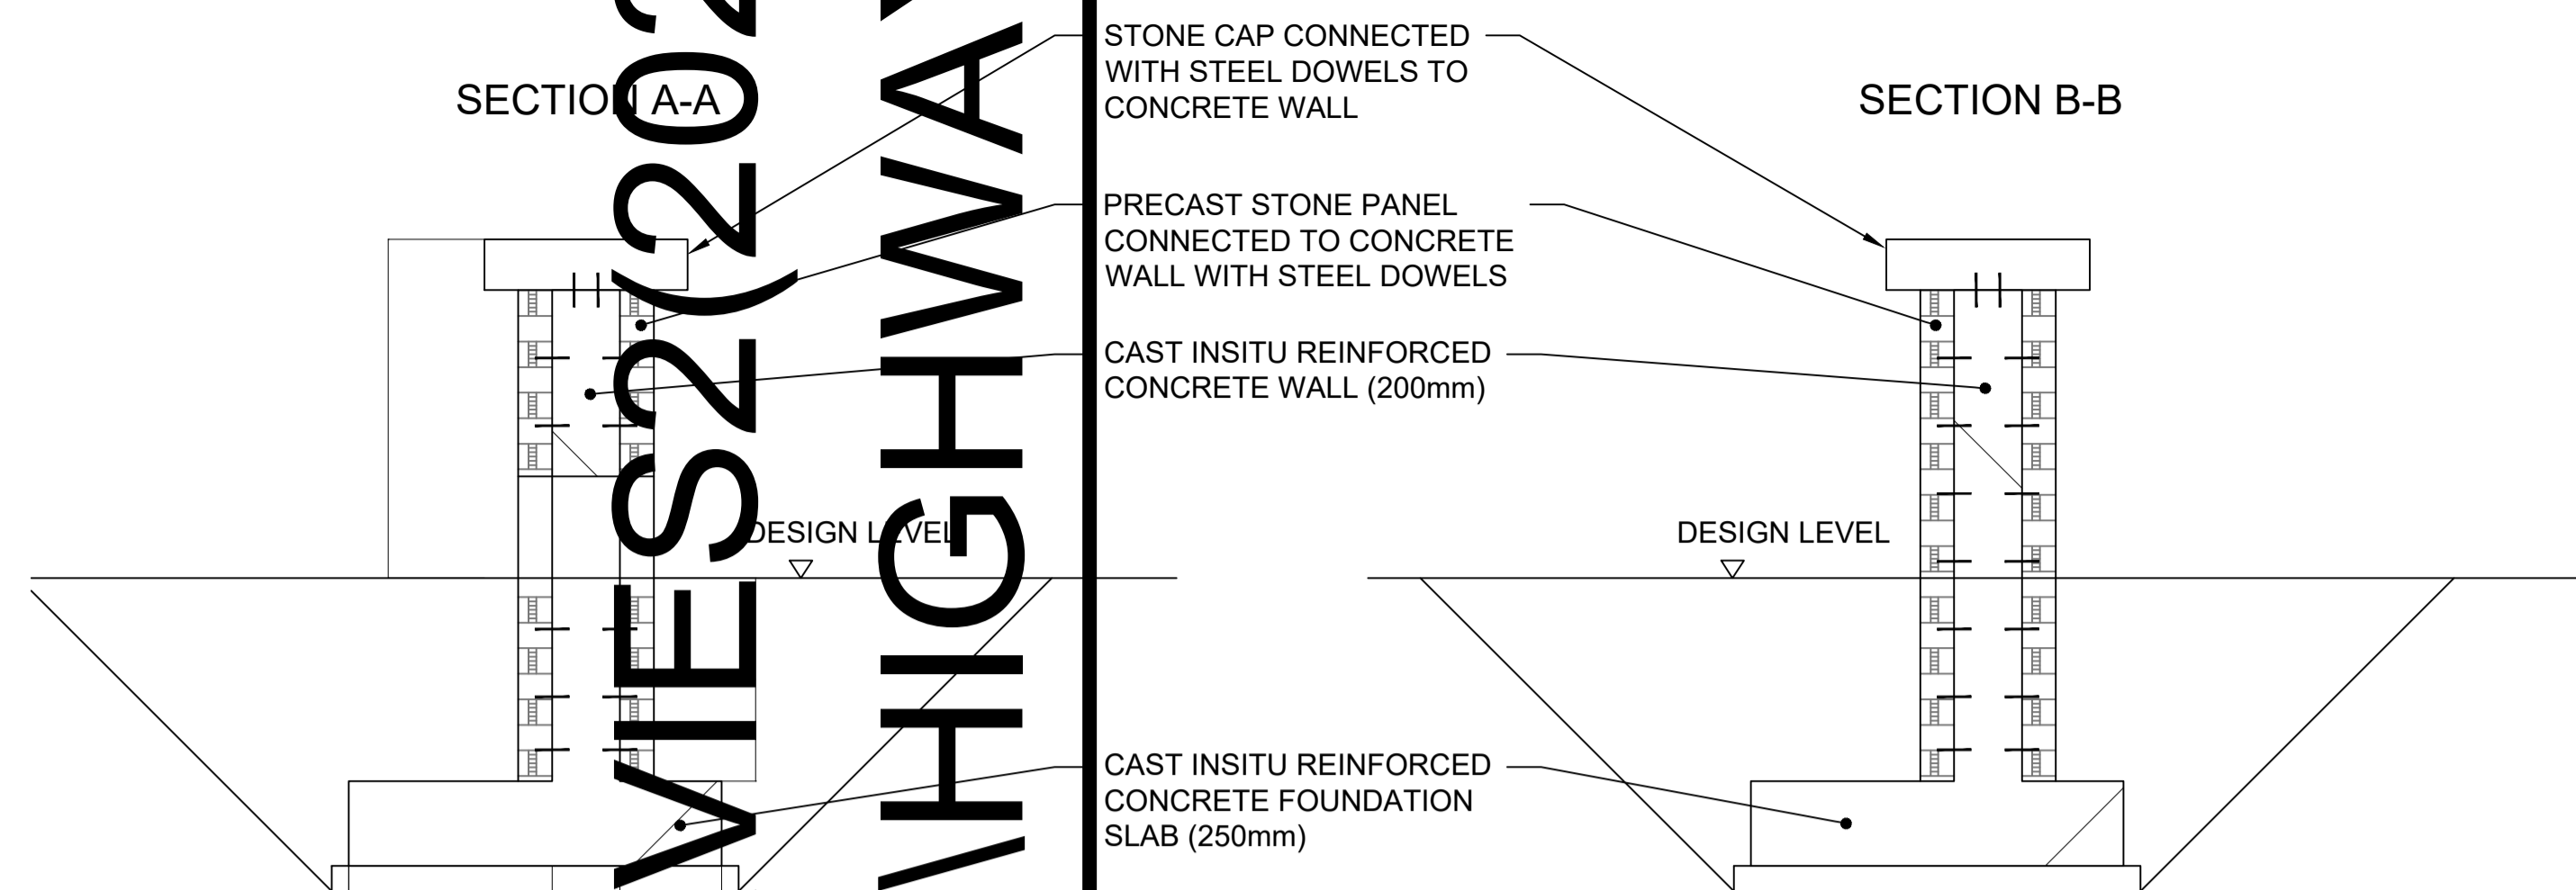 STONE CAP CONNECTED
WITH STEEL DOWELS TO
CONCRETE WALL
SECTION A-A
SECTION B-B
PRECAST STONE PANEL
CONNECTED TO CONCRETE
WALL WITH STEEL DOWELS
CAST INSITU REINFORCED
CONCRETE WALL (200mm)
DESIGN LEVEL
DESIGN LEVEL
CAST INSITU REINFORCED
CONCRETE FOUNDATION
SLAB (250mm)
VIES2(202
HIGHWA